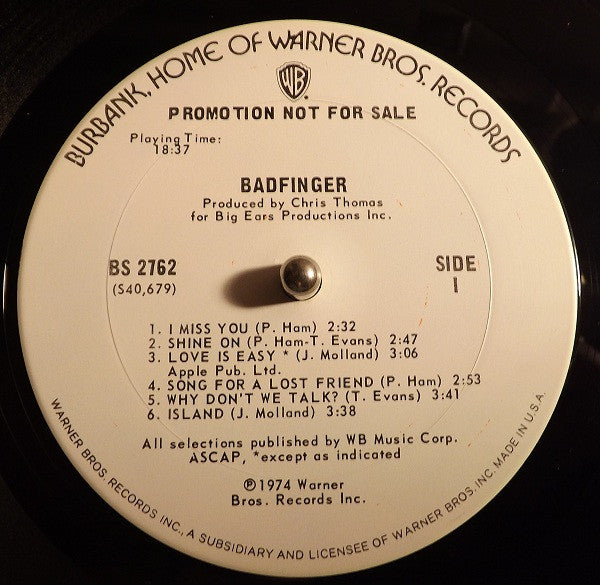 BURBANK, HOME OF WARNER BROS. RECORDS
WB
PROMOTION NOT FOR SALE
Playing Time:
18:37
BADFINGER
Produced by Chris Thomas
for Big Ears Productions Inc.
BS 2762
(S40,679)
SIDE
1
1. I MISS YOU (P. Ham) 2:32
2. SHINE ON (P. Ham-T. Evans) 2:47
3. LOVE IS EASY * (J. Molland) 3:06
Apple Pub. Ltd.
4. SONG FOR A LOST FRIEND (P. Ham) 2:53
5. WHY DON'T WE TALK? (T. Evans) 3:41
6. ISLAND (J. Molland) 3:38
All selections published by WB Music Corp.
ASCAP, *except as indicated
℗1974 Warner
Bros. Records Inc.
WARNER BROS. RECORDS INC., A SUBSIDIARY AND LICENSEE OF WARNER BROS. INC. MADE IN U.S.A.